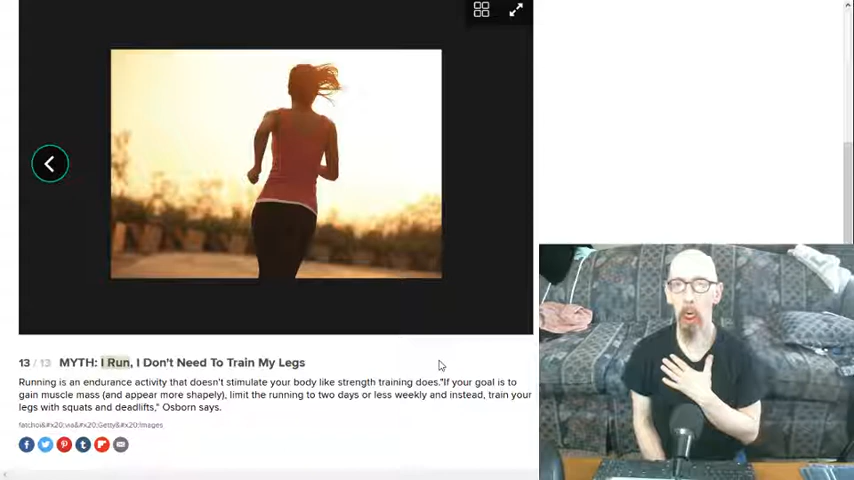 13 / 13 MYTH: I Run, I Don't Need To Train My Legs
Running is an endurance activity that doesn't stimulate your body like strength training does."If your goal is to
gain muscle mass (and appear more shapely), limit the running to two days or less weekly and instead, train your
legs with squats and deadlifts," Osborn says.
fatchoi&#x20;via&#x20;Getty&#x20;Images